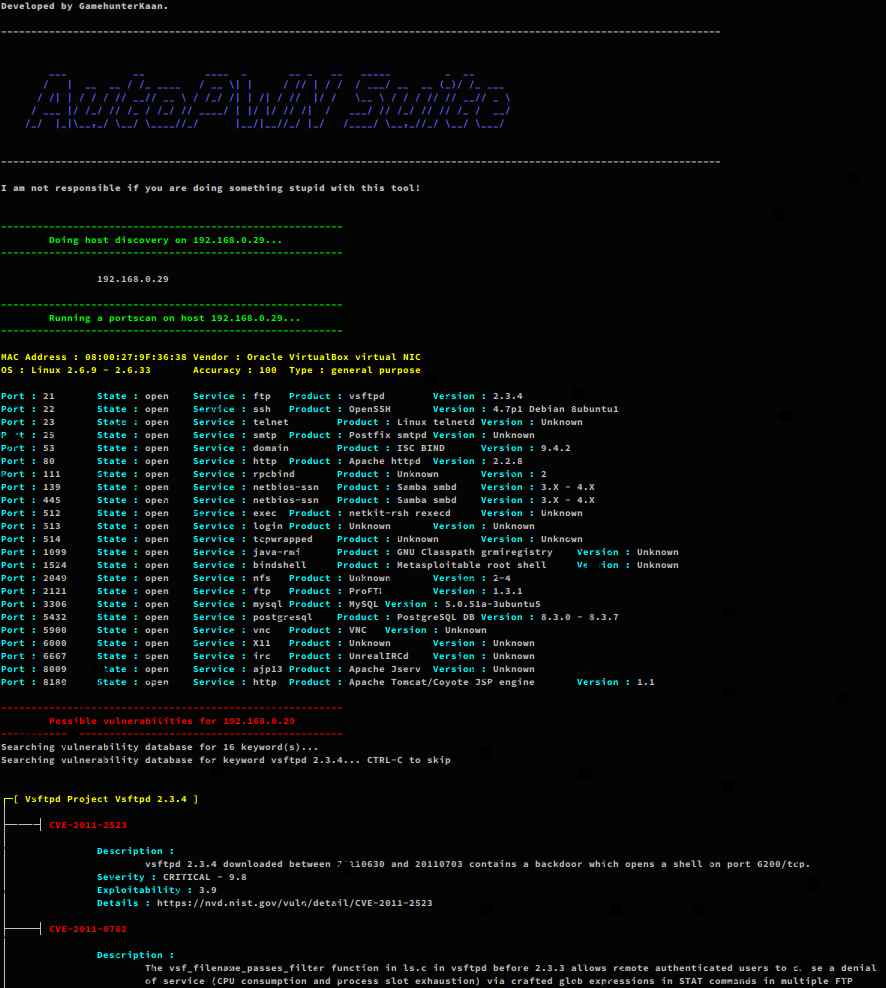 Developed by GamehunterKaan.
AutoPWN Suite
I am not responsible if you are doing something stupid with this tool!
Doing host discovery on 192.168.0.29...
192.168.0.29
Running a portscan on host 192.168.0.29...
MAC Address : 08:00:27:9F:36:38 Vendor : Oracle VirtualBox virtual NIC
OS : Linux 2.6.9 - 2.6.33 Accuracy : 100 Type : general purpose
Port : 21 State : open Service : ftp Product : vsftpd Version : 2.3.4
Port : 22 State : open Service : ssh Product : OpenSSH Version : 4.7p1 Debian 8ubuntu1
Port : 23 State : open Service : telnet Product : Linux telnetd Version : Unknown
Port : 25 State : open Service : smtp Product : Postfix smtpd Version : Unknown
Port : 53 State : open Service : domain Product : ISC BIND Version : 9.4.2
Port : 80 State : open Service : http Product : Apache httpd Version : 2.2.8
Port : 111 State : open Service : rpcbind Product : Unknown Version : 2
Port : 139 State : open Service : netbios-ssn Product : Samba smbd Version : 3.X - 4.X
Port : 445 State : open Service : netbios-ssn Product : Samba smbd Version : 3.X - 4.X
Port : 512 State : open Service : exec Product : netkit-rsh rexecd Version : Unknown
Port : 513 State : open Service : login Product : Unknown Version : Unknown
Port : 514 State : open Service : tcpwrapped Product : Unknown Version : Unknown
Port : 1099 State : open Service : java-rmi Product : GNU Classpath grmiregistry Version : Unknown
Port : 1524 State : open Service : bindshell Product : Metasploitable root shell Version : Unknown
Port : 2049 State : open Service : nfs Product : Unknown Version : 2-4
Port : 2121 State : open Service : ftp Product : Version : 1.3.1
Port : 3306 State : open Service : mysql Product : MySQL Version : 5.0.51a-3ubuntu5
Port : 5432 State : open Service : postgresql Product : PostgreSQL DB Version : 8.3.0 - 8.3.7
Port : 5900 State : open Service : vnc Product : VNC Version : Unknown
Port : 6000 State : open Service : X11 Product : Unknown Version : Unknown
Port : 6667 State : open Service : irc Product : UnrealIRCd Version : Unknown
Port : 8009 State : open Service : ajp13 Product : Apache Jserv Version : Unknown
Port : 8180 State : open Service : http Product : Apache Tomcat/Coyote JSP engine Version : 1.1
Possible vulnerabilities for 192.168.0.29
Searching vulnerability database for 16 keyword(s)...
Searching vulnerability database for keyword vsftpd 2.3.4... CTRL-C to skip
[ Vsftpd Project Vsftpd 2.3.4 ]
CVE-2011-2523
Description :
vsftpd 2.3.4 downloaded between 20110630 and 20110703 contains a backdoor which opens a shell on port 6200/tcp.
Severity : CRITICAL - 9.8
Exploitability : 3.9
Details : https://nvd.nist.gov/vuln/detail/CVE-2011-2523
CVE-2011-0762
Description :
The vsf_filename_passes_filter function in ls.c in vsftpd before 2.3.3 allows remote authenticated users to cause a denial
of service (CPU consumption and process slot exhaustion) via crafted glob expressions in STAT commands in multiple FTP